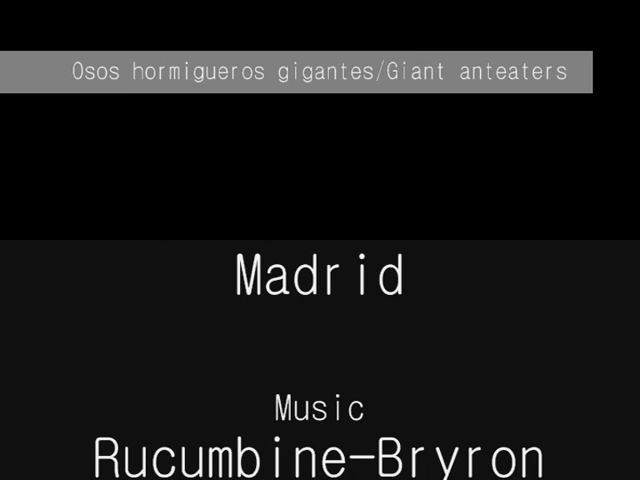 Osos hormigueros gigantes/Giant anteaters
Madrid
Music
Rucumbine-Bryron